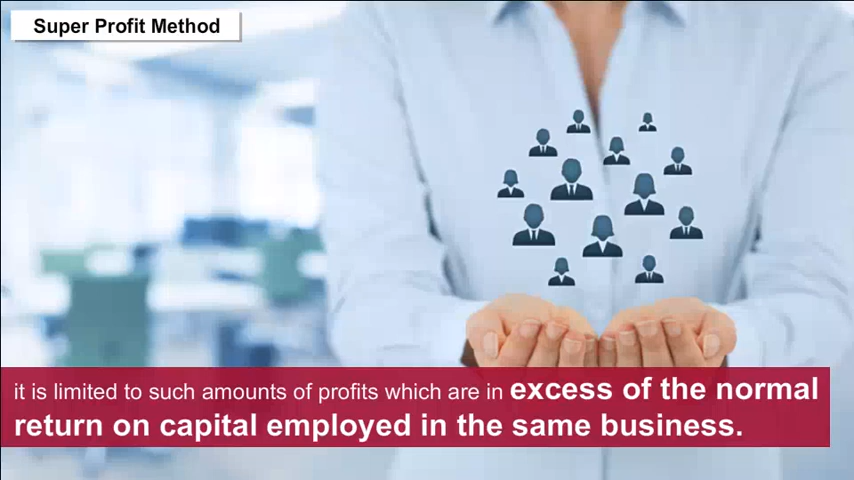 Super Profit Method
it is limited to such amounts of profits which are in excess of the normal
return on capital employed in the same business.